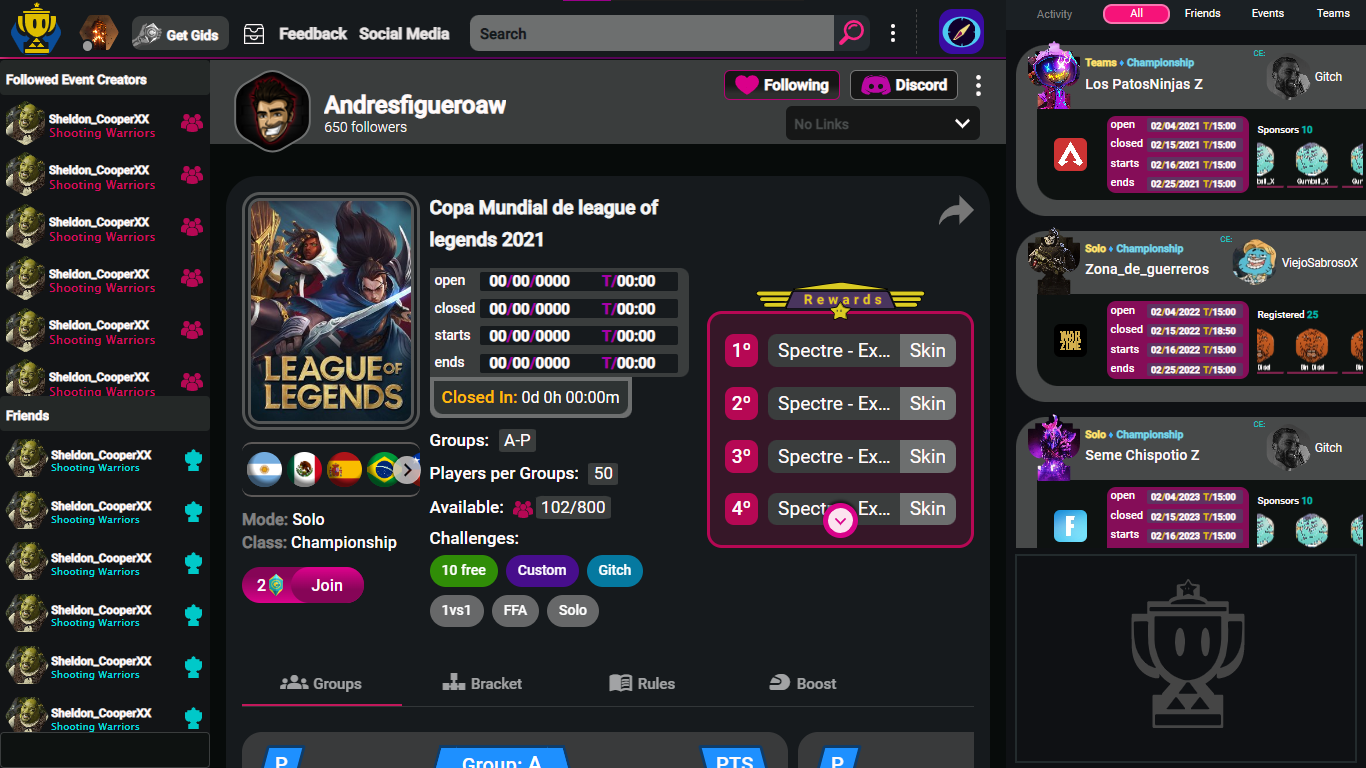 Get Gids
Feedback
Social Media
Search
Activity
All
Friends
Events
Teams
Followed Event Creators
Sheldon_CooperXX
Shooting Warriors
Sheldon_CooperXX
Shooting Warriors
Sheldon_CooperXX
Shooting Warriors
Sheldon_CooperXX
Shooting Warriors
Sheldon_CooperXX
Shooting Warriors
Sheldon_CooperXX
Friends
Sheldon_CooperXX
Shooting Warriors
Sheldon_CooperXX
Shooting Warriors
Sheldon_CooperXX
Shooting Warriors
Sheldon_CooperXX
Shooting Warriors
Sheldon_CooperXX
Shooting Warriors
Sheldon_CooperXX
Shooting Warriors
Andresfigueroaw
650 followers
Following
Discord
No Links
LEAGUE OF
LEGENDS
Copa Mundial de league of
legends 2021
open 00/00/0000 T/00:00
closed 00/00/0000 T/00:00
starts 00/00/0000 T/00:00
ends 00/00/0000 T/00:00
Closed In: 0d 0h 00:00m
Groups: A-P
Players per Groups: 50
Available: 102/800
Challenges:
10 free
Custom
Gitch
1vs1
FFA
Solo
Mode: Solo
Class: Championship
2 Join
Rewards
1º Spectre - Ex... Skin
2º Spectre - Ex... Skin
3º Spectre - Ex... Skin
4º Spectre - Ex... Skin
Groups
Bracket
Rules
Boost
P
Group: A
PTS
P
Teams ♦ Championship
Los PatosNinjas Z
CE:
Gitch
open 02/04/2021 T/15:00
closed 02/15/2021 T/15:00
starts 02/16/2021 T/15:00
ends 02/25/2021 T/15:00
Sponsors 10
Gumball_X
Solo ♦ Championship
Zona_de_guerreros
CE:
ViejoSabrosoX
WAR
ZONE
open 02/04/2022 T/15:00
closed 02/15/2022 T/18:50
starts 02/16/2022 T/15:00
ends 02/25/2022 T/15:00
Registered 25
Solo ♦ Championship
Seme Chispotio Z
CE:
Gitch
F
open 02/04/2023 T/15:00
closed 02/15/2023 T/15:00
starts 02/16/2023 T/15:00
Sponsors 10